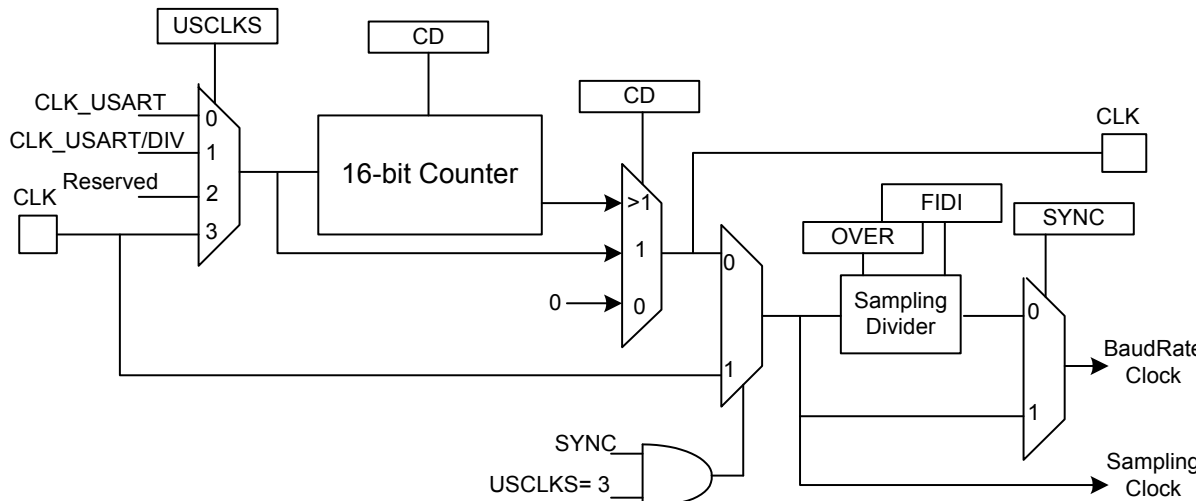 USCLKS
CD
CLK_USART
0
CLK_USART/DIV
1
Reserved
2
CLK
3
16-bit Counter
CD
>1
1
0
0
CLK
0
1
FIDI
OVER
SYNC
Sampling
Divider
0
1
BaudRate
Clock
SYNC
USCLKS= 3
Sampling
Clock